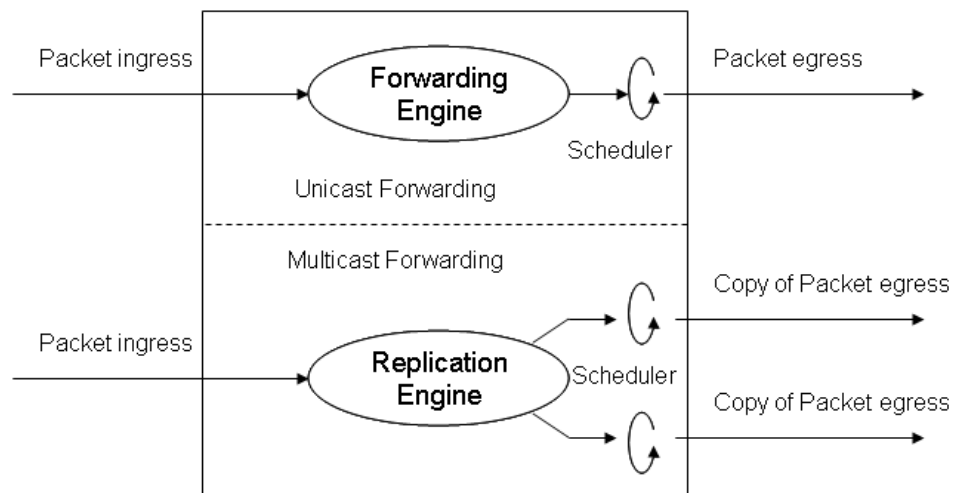 Packet ingress
Forwarding
Engine
Packet egress
Scheduler
Unicast Forwarding
Multicast Forwarding
Copy of Packet egress
Packet ingress
Replication
Engine
Scheduler
Copy of Packet egress